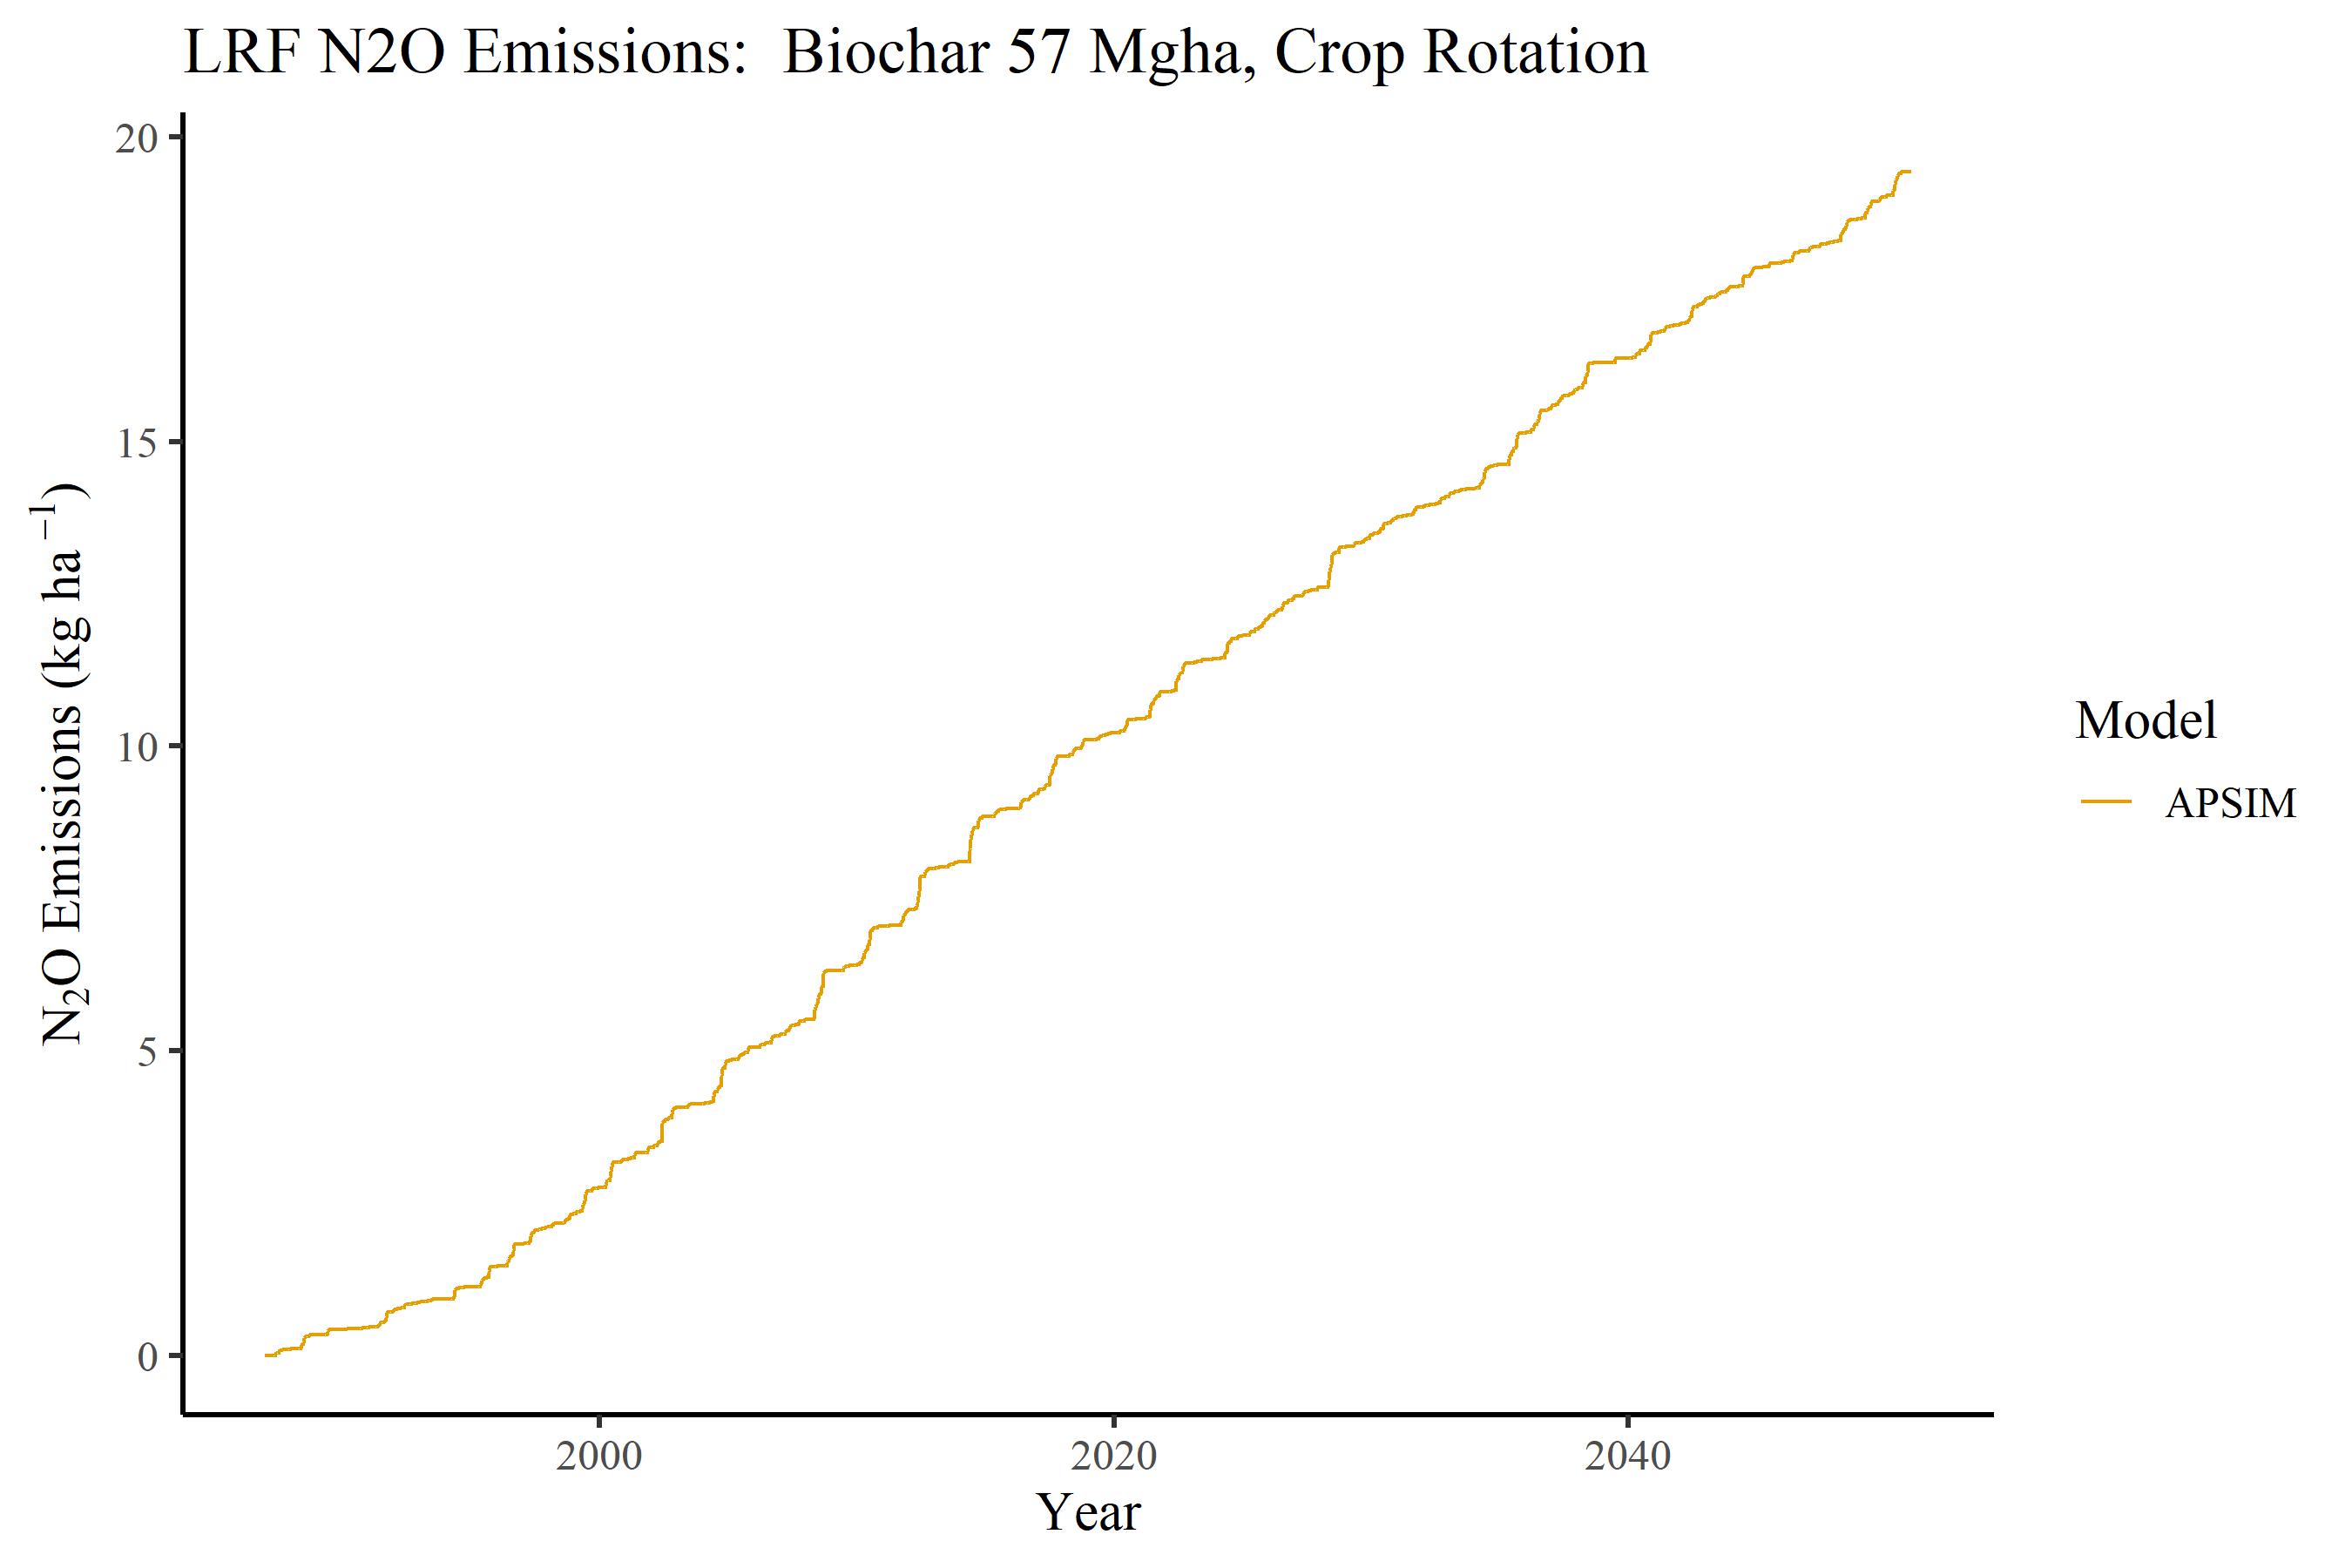 LRF N2O Emissions:  Biochar 57 Mgha, Crop Rotation
N₂O Emissions (kg ha ⁻¹)
20
15
10
5
0
2000
2020
2040
Year
Model
APSIM